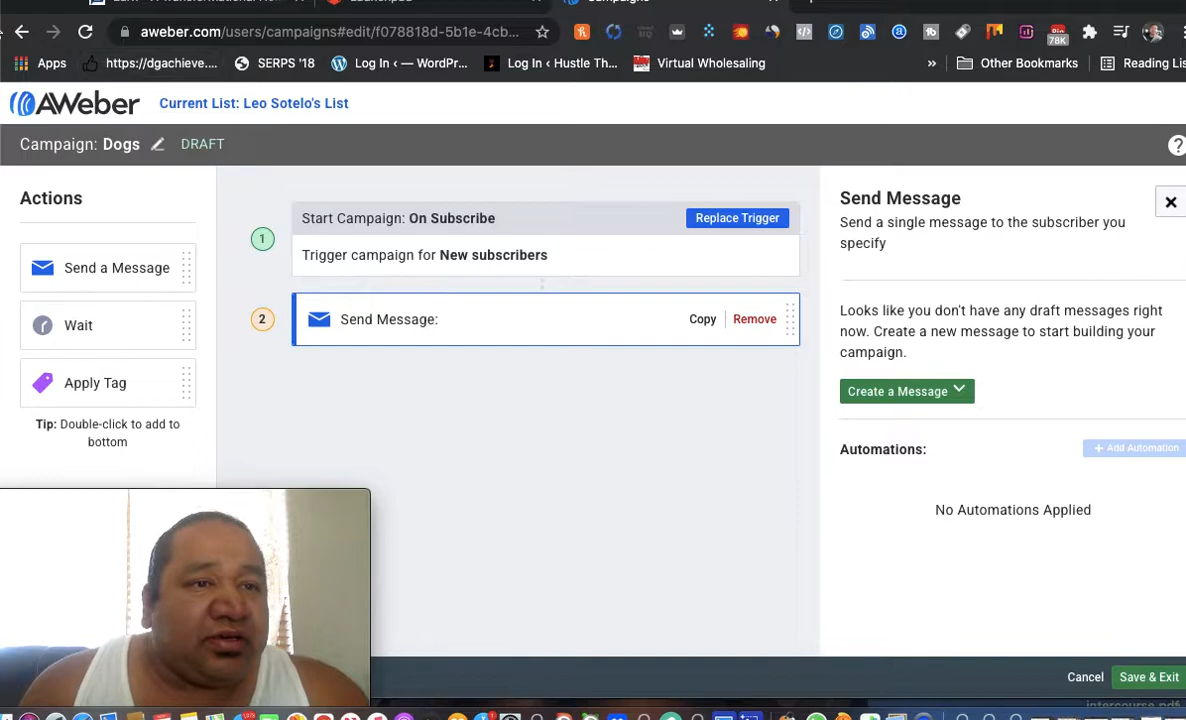 aweber.com/users/campaigns#edit/f078818d-5b1e-4cb...
78K
Apps
https://dgachieve....
SERPS '18
Log In ‹ — WordPr...
Log In ‹ Hustle Th...
Virtual Wholesaling
»
Other Bookmarks
Reading Lis
AWeber
Current List: Leo Sotelo's List
Campaign: Dogs
DRAFT
?
Actions
Send a Message
Wait
Apply Tag
Tip: Double-click to add to
bottom
1
Start Campaign: On Subscribe
Replace Trigger
Trigger campaign for New subscribers
2
Send Message:
Copy
Remove
Send Message
Send a single message to the subscriber you
specify
Looks like you don't have any draft messages right
now. Create a new message to start building your
campaign.
Create a Message
Automations:
+ Add Automation
No Automations Applied
Cancel
Save & Exit
intercourse.pdf